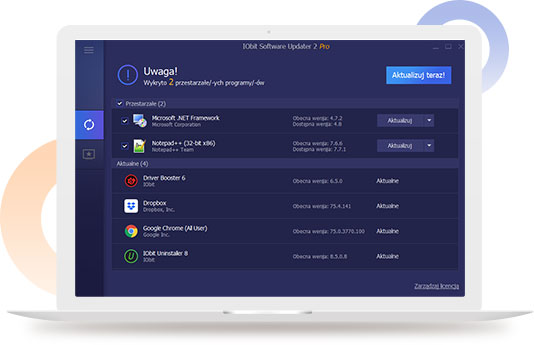 IObit Software Updater 2 Pro
Uwaga!
Wykryto 2 przestarzałe/-ych programy/-ów
Aktualizuj teraz!
Przestarzałe (2)
Microsoft .NET Framework
Microsoft Corporation
Obecna wersja: 4.7.2
Dostępna wersja: 4.8
Aktualizuj
Notepad++ (32-bit x86)
Notepad++ Team
Obecna wersja: 7.6.6
Dostępna wersja: 7.7.1
Aktualizuj
Aktualne (4)
Driver Booster 6
IObit
Obecna wersja: 6.5.0
Aktualne
Dropbox
Dropbox, Inc.
Obecna wersja: 75.4.141
Aktualne
Google Chrome (All User)
Google Inc.
Obecna wersja: 75.0.3770.100
Aktualne
IObit Uninstaller 8
IObit
Obecna wersja: 8.5.0.8
Aktualne
Zarządzaj licencją